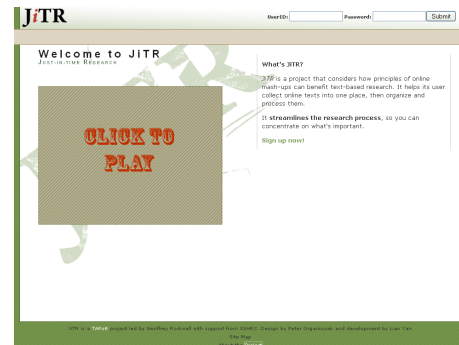 JiTR
UserID:
Password:
Submit
Welcome to JiTR
Just-in-time Research
CLICK TO
PLAY
What's JiTR?
JiTR is a project that considers how principles of online
mash-ups can benefit text-based research. It helps its user
collect online texts into one place, then organize and
process them.
It streamlines the research process, so you can
concentrate on what's important.
Sign up now!
JiTR is a TAPoR project led by Geoffrey Rockwell with support from SSHRC. Design by Peter Organisciak and development by
Site Map